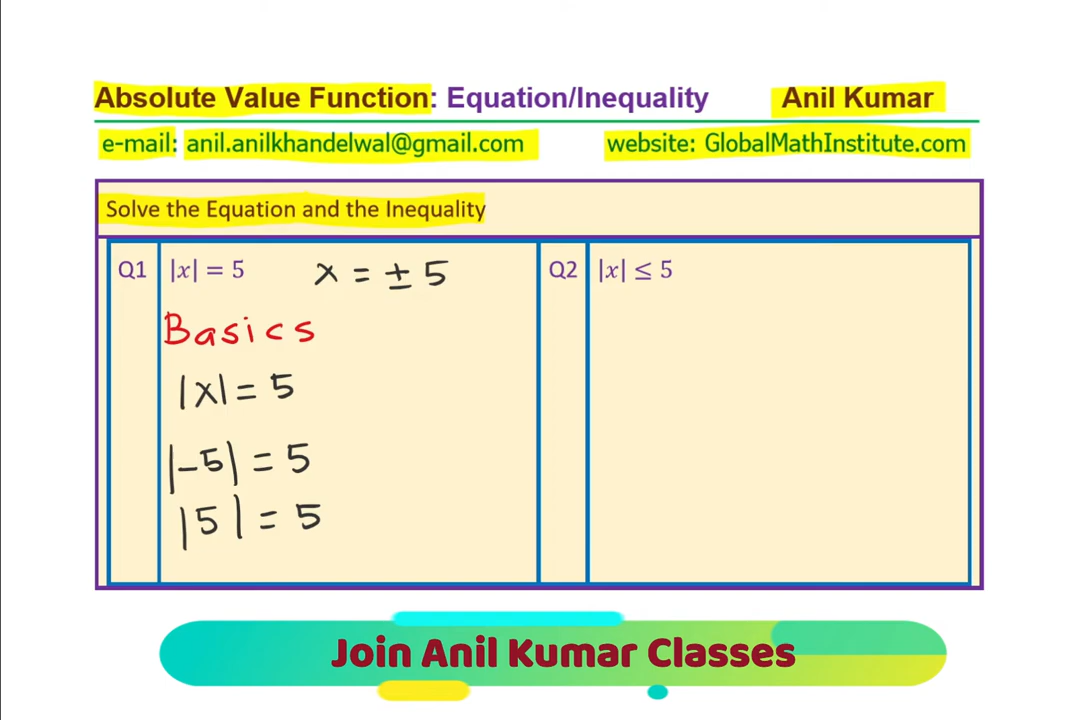 Absolute Value Function: Equation/Inequality Anil Kumar
e-mail: anil.anilkhandelwal@gmail.com website: GlobalMathInstitute.com
Solve the Equation and the Inequality
Q1 |x| = 5 x = ± 5
Basics
|x| = 5
|-5| = 5
|5| = 5
Q2 |x| ≤ 5
Join Anil Kumar Classes